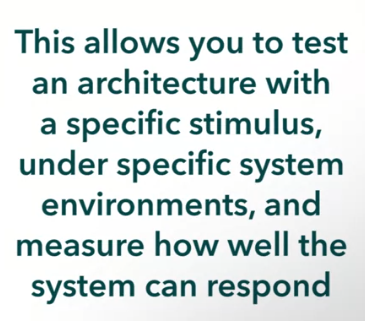 This allows you to test
an architecture with
a specific stimulus,
under specific system
environments, and
measure how well the
system can respond